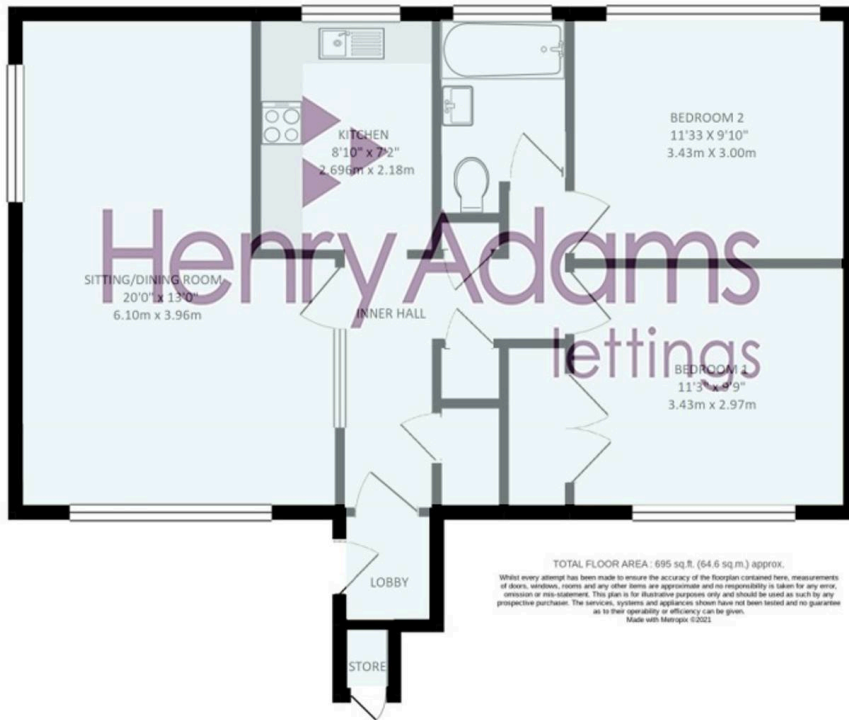 KITCHEN
8'10" x 7'2"
2.696m x 2.18m
BEDROOM 2
11'33 X 9'10"
3.43m X 3.00m
Henry Adams
lettings
SITTING/DINING ROOM
20'0" x 13'0"
6.10m x 3.96m
INNER HALL
BEDROOM 1
11'3" x 9'9"
3.43m x 2.97m
LOBBY
STORE
TOTAL FLOOR AREA : 695 sq.ft. (64.6 sq.m.) approx.
Whilst every attempt has been made to ensure the accuracy of the floorplan contained here, measurements
of doors, windows, rooms and any other items are approximate and no responsibility is taken for any error,
omission or mis-statement. This plan is for illustrative purposes only and should be used as such by any
prospective purchaser. The services, systems and appliances shown have not been tested and no guarantee
as to their operability or efficiency can be given.
Made with Metropix ©2021